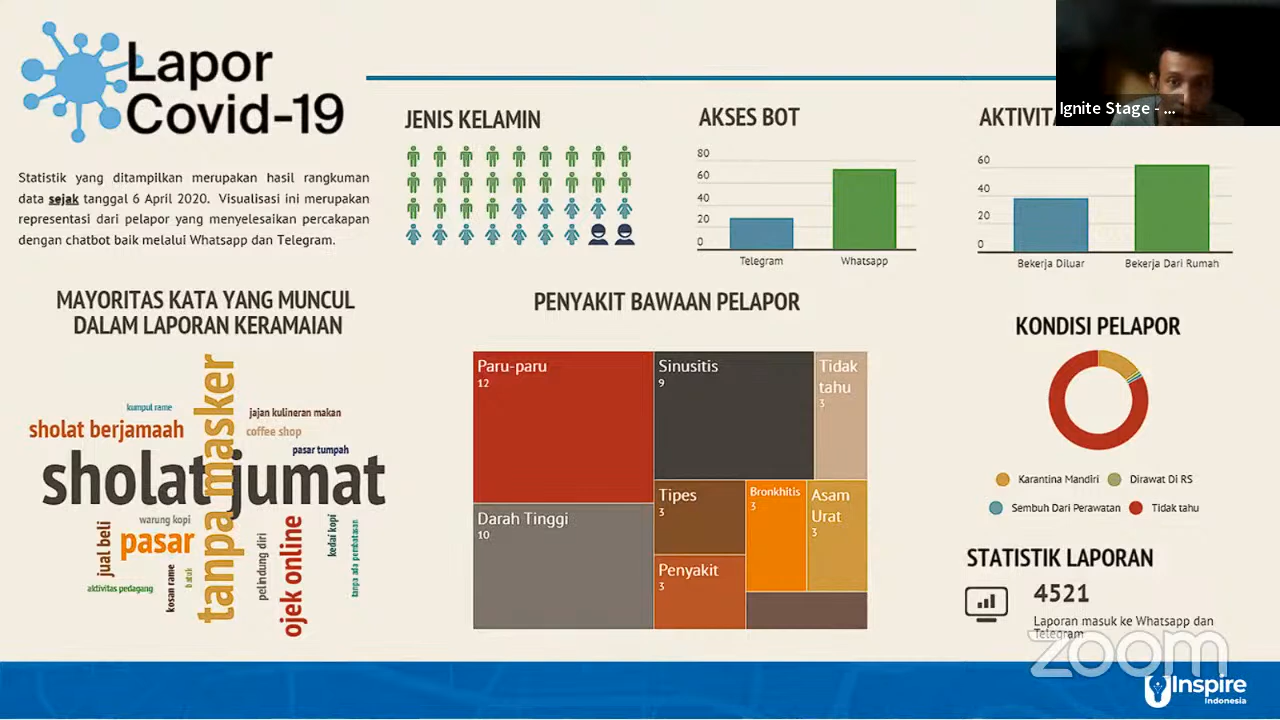 Lapor
Covid-19
Statistik yang ditampilkan merupakan hasil rangkuman
data sejak tanggal 6 April 2020. Visualisasi ini merupakan
representasi dari pelapor yang menyelesaikan percakapan
dengan chatbot baik melalui Whatsapp dan Telegram.
JENIS KELAMIN
AKSES BOT
80
60
40
20
0
Telegram
Whatsapp
AKTIVITA
60
40
20
0
Bekerja Diluar
Bekerja Dari Rumah
Ignite Stage - ...
MAYORITAS KATA YANG MUNCUL
DALAM LAPORAN KERAMAIAN
kumpul rame
jajan kulineran makan
sholat berjamaah
coffee shop
pasar tumpah
sholat jumat
tanpa masker
warung kopi
jual beli
pasar
aktivitas pedagang
kosan rame
batuk
pelindung diri
ojek online
kedai kopi
tanpa ada pembatasan
PENYAKIT BAWAAN PELAPOR
Paru-paru
12
Sinusitis
9
Tidak
tahu
3
Darah Tinggi
10
Tipes
3
Bronkhitis
3
Asam
Urat
3
Penyakit
3
KONDISI PELAPOR
Karantina Mandiri
Dirawat Di RS
Sembuh Dari Perawatan
Tidak tahu
STATISTIK LAPORAN
4521
Laporan masuk ke Whatsapp dan
Telegram
zoom
Inspire
Indonesia